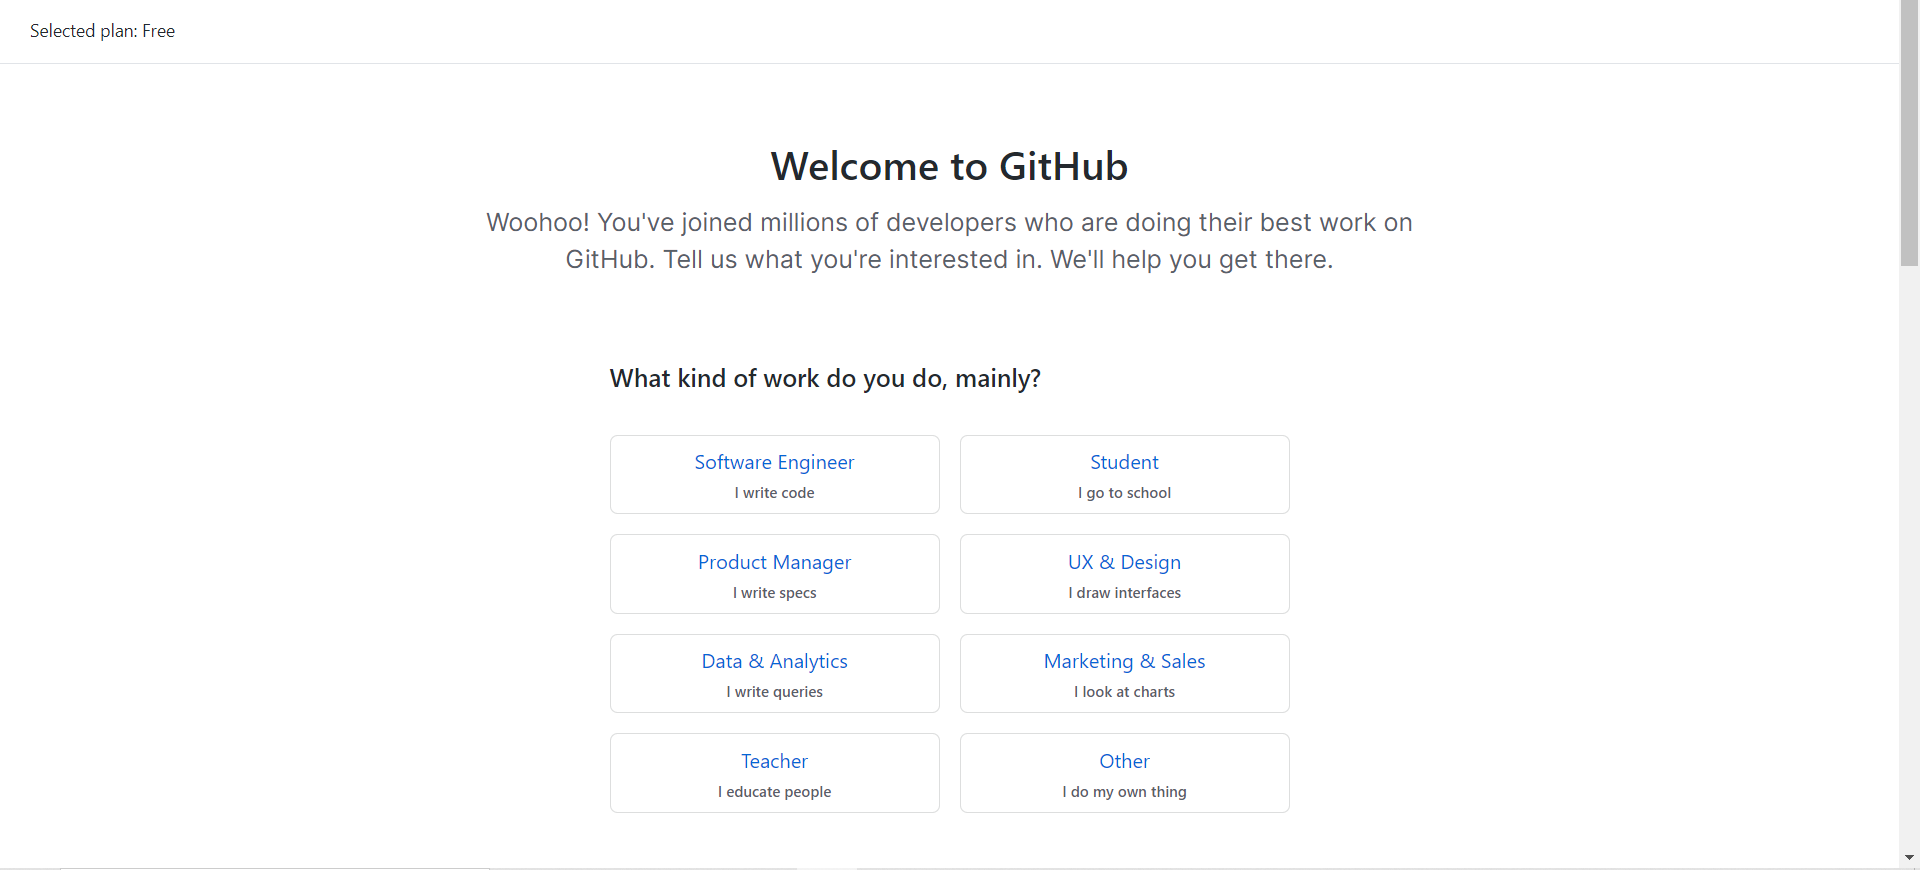 Selected plan: Free
Welcome to GitHub
Woohoo! You've joined millions of developers who are doing their best work on
GitHub. Tell us what you're interested in. We'll help you get there.
What kind of work do you do, mainly?
Software Engineer
I write code
Student
I go to school
Product Manager
I write specs
UX & Design
I draw interfaces
Data & Analytics
I write queries
Marketing & Sales
I look at charts
Teacher
I educate people
Other
I do my own thing